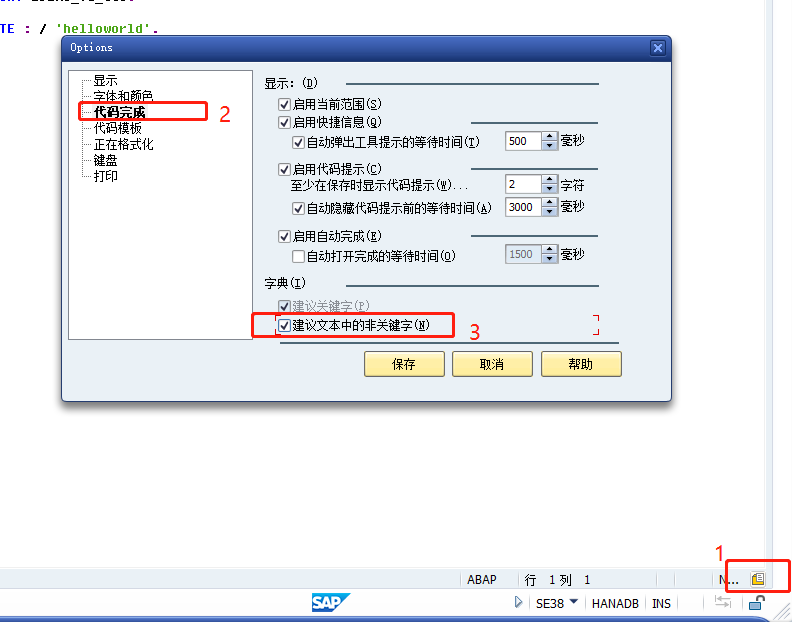 TE : / 'helloworld'.
Options
显示
字体和颜色
代码完成
代码模板
正在格式化
键盘
打印
2
显示：(D)
启用当前范围(S)
启用快捷信息(Q)
自动弹出工具提示的等待时间(T) 500 毫秒
启用代码提示(C)
至少在保存时显示代码提示(W)... 2 字符
自动隐藏代码提示前的等待时间(A) 3000 毫秒
启用自动完成(E)
自动打开完成的等待时间(O) 1500 毫秒
字典(I)
建议关键字(P)
建议文本中的非关键字(N)
3
保存 取消 帮助
1
ABAP 行 1 列 1 N...
SAP SE38 HANADB INS